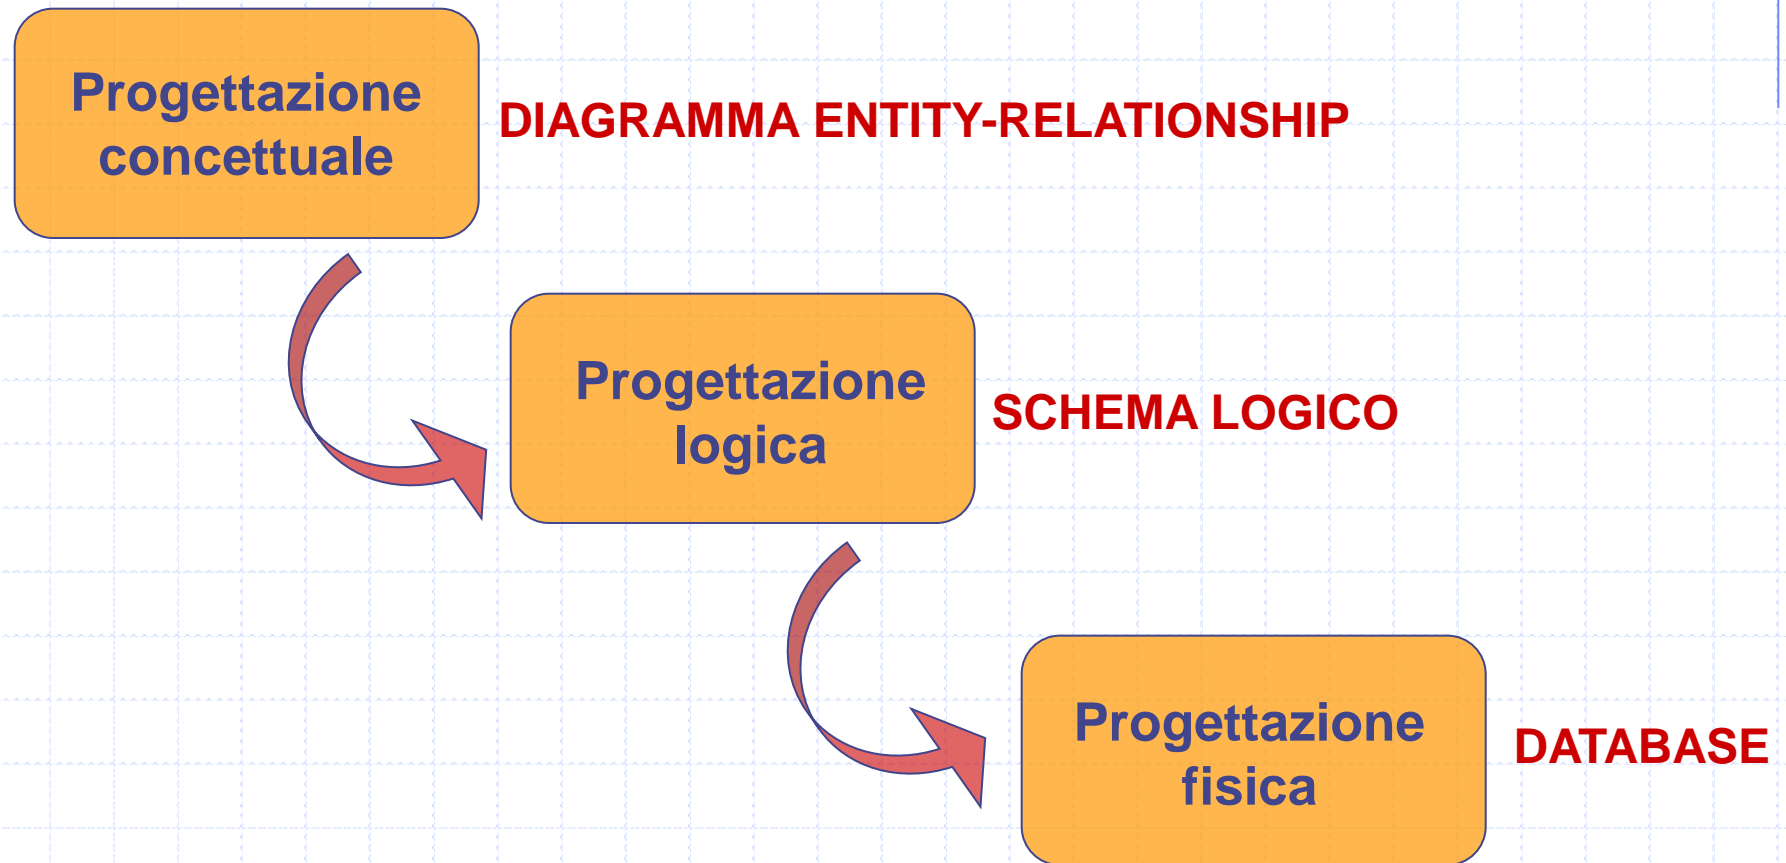 Progettazione
concettuale
DIAGRAMMA ENTITY-RELATIONSHIP
Progettazione
logica
SCHEMA LOGICO
Progettazione
fisica
DATABASE